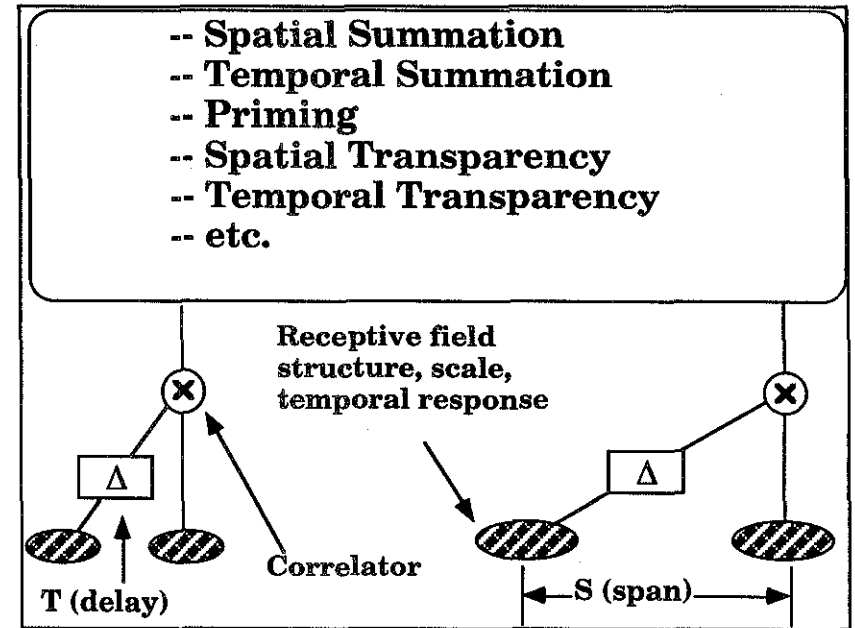 -- Spatial Summation
-- Temporal Summation
-- Priming
-- Spatial Transparency
-- Temporal Transparency
-- etc.
Receptive field
structure, scale,
temporal response
X
X
Δ
Δ
Correlator
T (delay)
S (span)